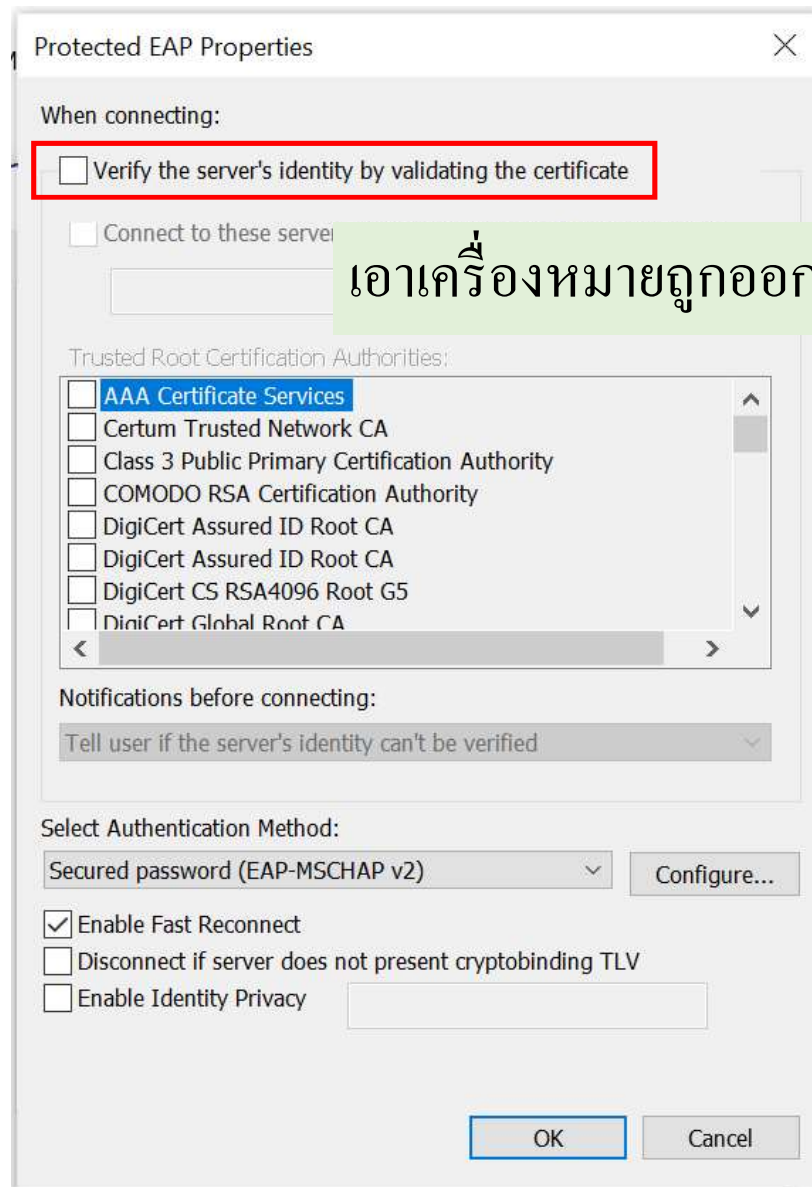 Protected EAP Properties
When connecting:
Verify the server's identity by validating the certificate
Connect to these server
เอาเครื่องหมายถูกออก
Trusted Root Certification Authorities:
AAA Certificate Services
Certum Trusted Network CA
Class 3 Public Primary Certification Authority
COMODO RSA Certification Authority
DigiCert Assured ID Root CA
DigiCert Assured ID Root CA
DigiCert CS RSA4096 Root G5
DigiCert Global Root CA
Notifications before connecting:
Tell user if the server's identity can't be verified
Select Authentication Method:
Secured password (EAP-MSCHAP v2)
Configure...
Enable Fast Reconnect
Disconnect if server does not present cryptobinding TLV
Enable Identity Privacy
OK Cancel